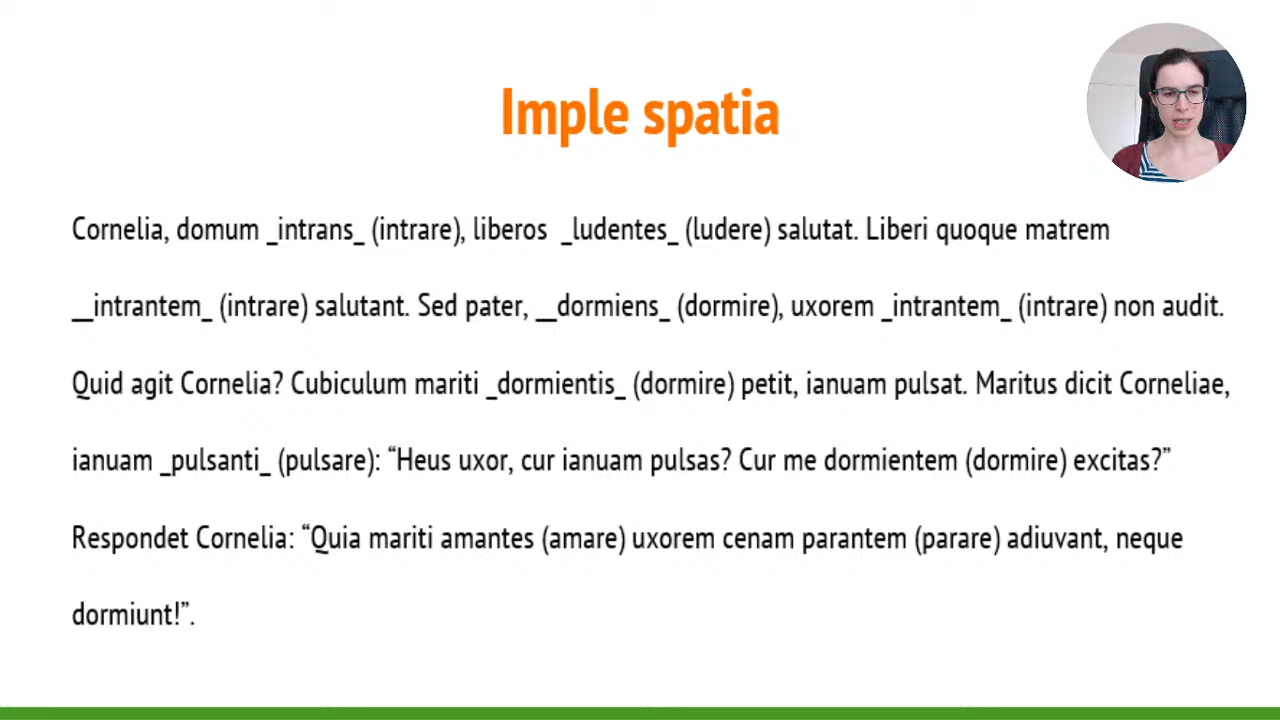 Imple spatia
Cornelia, domum _intrans_ (intrare), liberos _ludentes_ (ludere) salutat. Liberi quoque matrem
__intrantem_ (intrare) salutant. Sed pater, __dormiens_ (dormire), uxorem _intrantem_ (intrare) non audit.
Quid agit Cornelia? Cubiculum mariti _dormientis_ (dormire) petit, ianuam pulsat. Maritus dicit Corneliae,
ianuam _pulsanti_ (pulsare): “Heus uxor, cur ianuam pulsas? Cur me dormientem (dormire) excitas?”
Respondet Cornelia: “Quia mariti amantes (amare) uxorem cenam parantem (parare) adiuvant, neque
dormiunt!”.